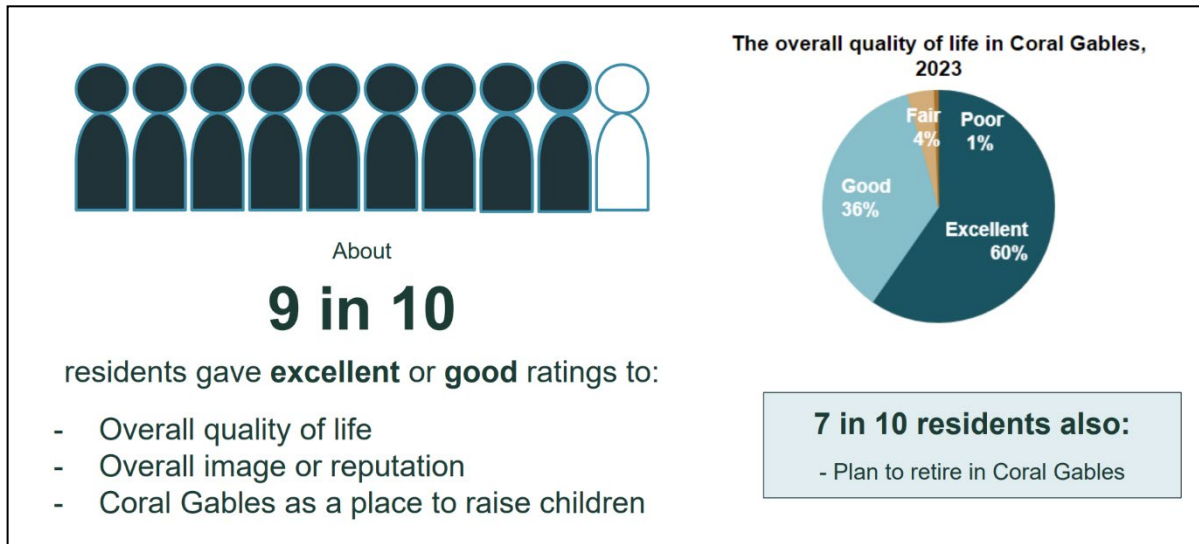 About
9 in 10
residents gave excellent or good ratings to:
- Overall quality of life
- Overall image or reputation
- Coral Gables as a place to raise children
The overall quality of life in Coral Gables,
2023
Fair
4%
Poor
1%
Good
36%
Excellent
60%
7 in 10 residents also:
- Plan to retire in Coral Gables